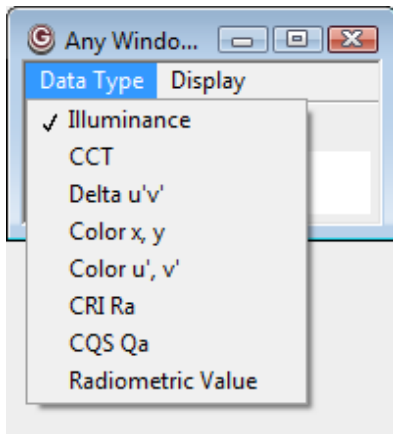 Any Windo...
Data Type Display
✓ Illuminance
CCT
Delta u'v'
Color x, y
Color u', v'
CRI Ra
CQS Qa
Radiometric Value